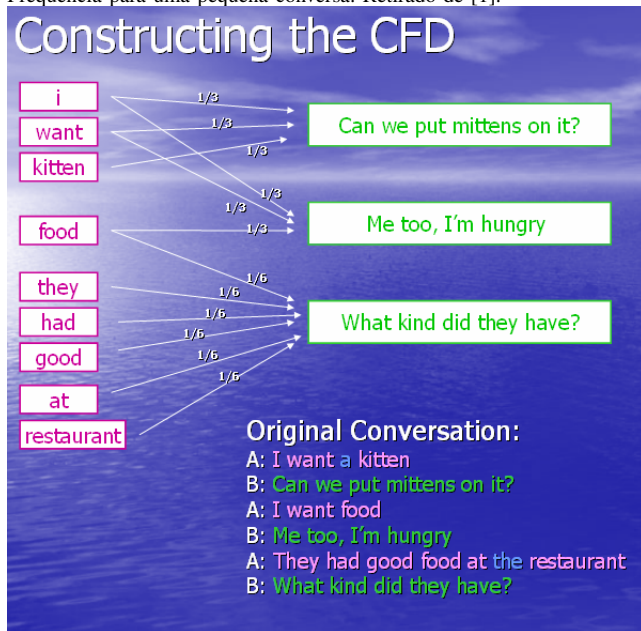 Frequência para uma pequena conversa. Retirado de [1].
Constructing the CFD
i
want
kitten
food
they
had
good
at
restaurant
1/3
1/3
1/3
1/3
1/3
1/3
1/6
1/6
1/6
1/6
1/6
1/6
Can we put mittens on it?
Me too, I'm hungry
What kind did they have?
Original Conversation:
A: I want a kitten
B: Can we put mittens on it?
A: I want food
B: Me too, I'm hungry
A: They had good food at the restaurant
B: What kind did they have?